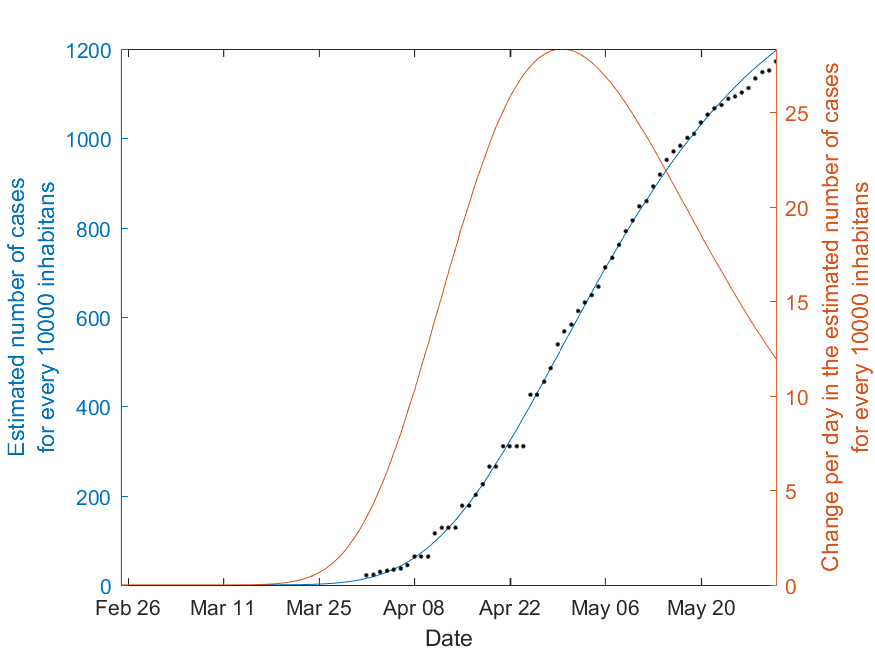 1200
1000
800
600
400
200
0
Estimated number of cases
for every 10000 inhabitans
25
20
15
10
5
0
Change per day in the estimated number of cases
for every 10000 inhabitans
Feb 26 Mar 11 Mar 25 Apr 08 Apr 22 May 06 May 20
Date